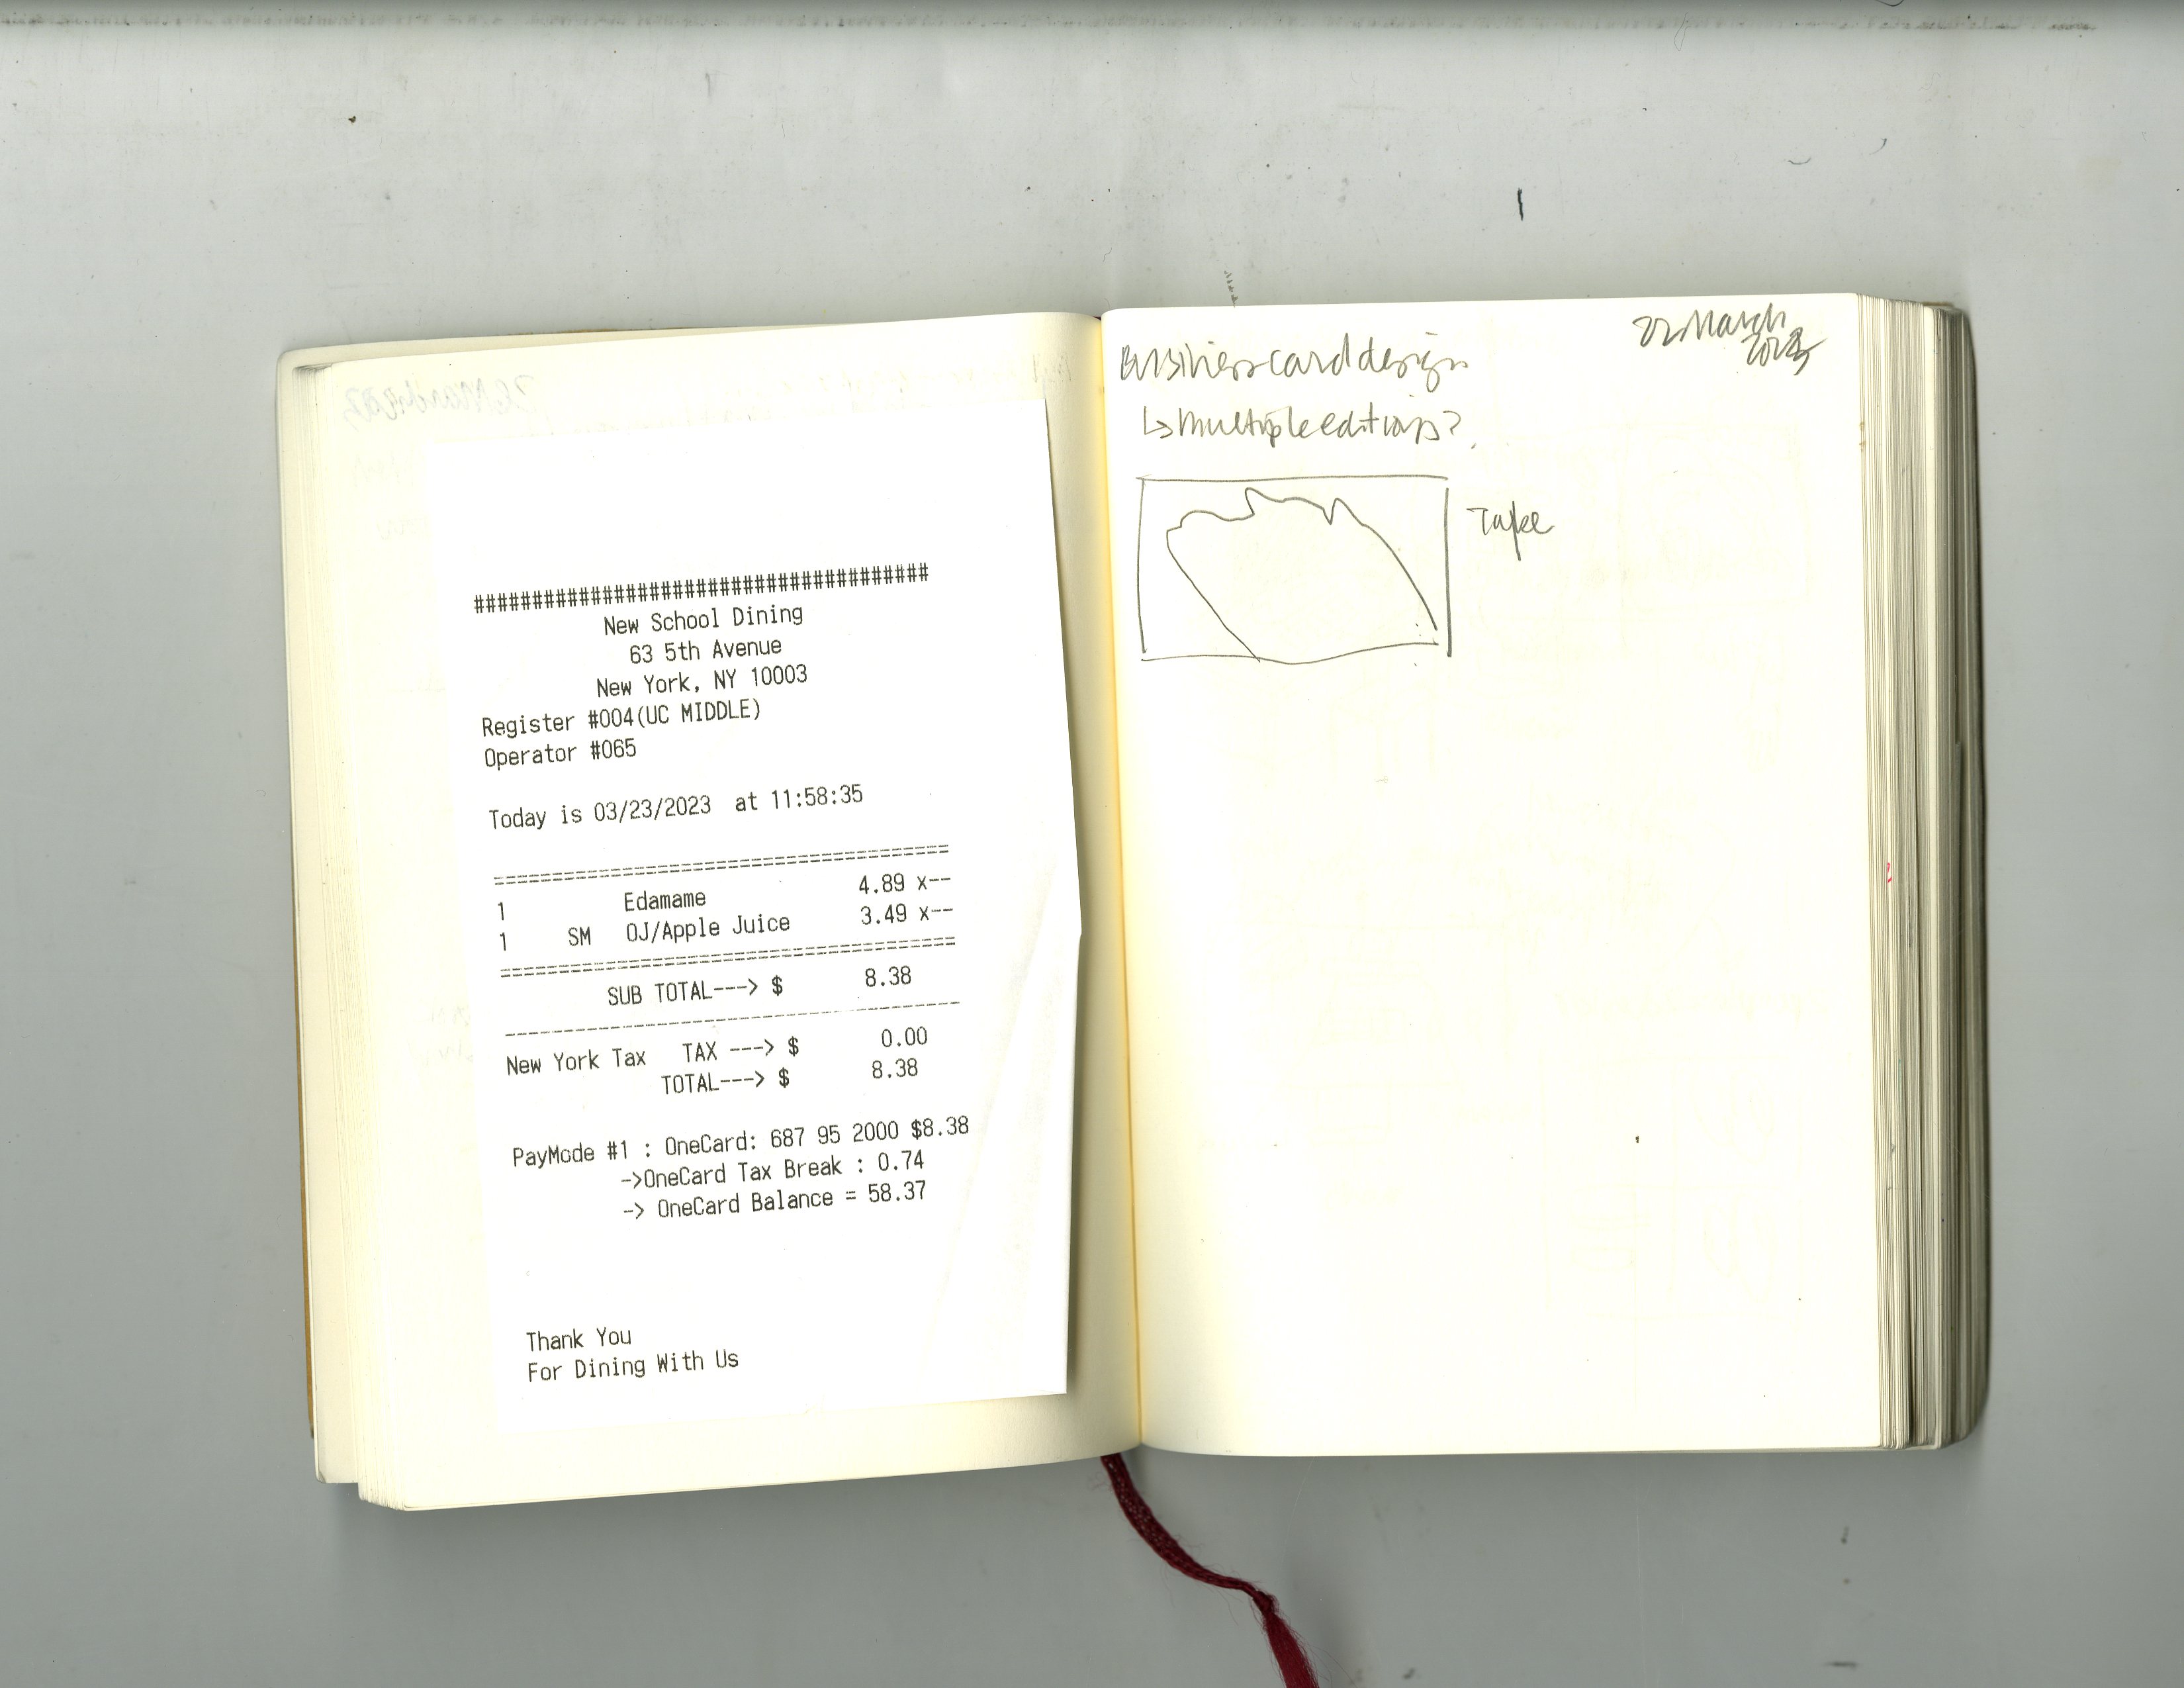 ####################################### 
New School Dining
63 5th Avenue
New York, NY 10003
Register #004(UC MIDDLE)
Operator #065
Today is 03/23/2023 at 11:58:35
=======================================
1 Edamame 4.89 x--
1 SM OJ/Apple Juice 3.49 x--
=======================================
SUB TOTAL---> $ 8.38
---------------------------------------
New York Tax TAX ---> $ 0.00
TOTAL---> $ 8.38
PayMode #1 : OneCard: 687 95 2000 $8.38
->OneCard Tax Break : 0.74
-> OneCard Balance = 58.37
Thank You
For Dining With Us
22 March
2023
Business card design
↳ multiple editions?